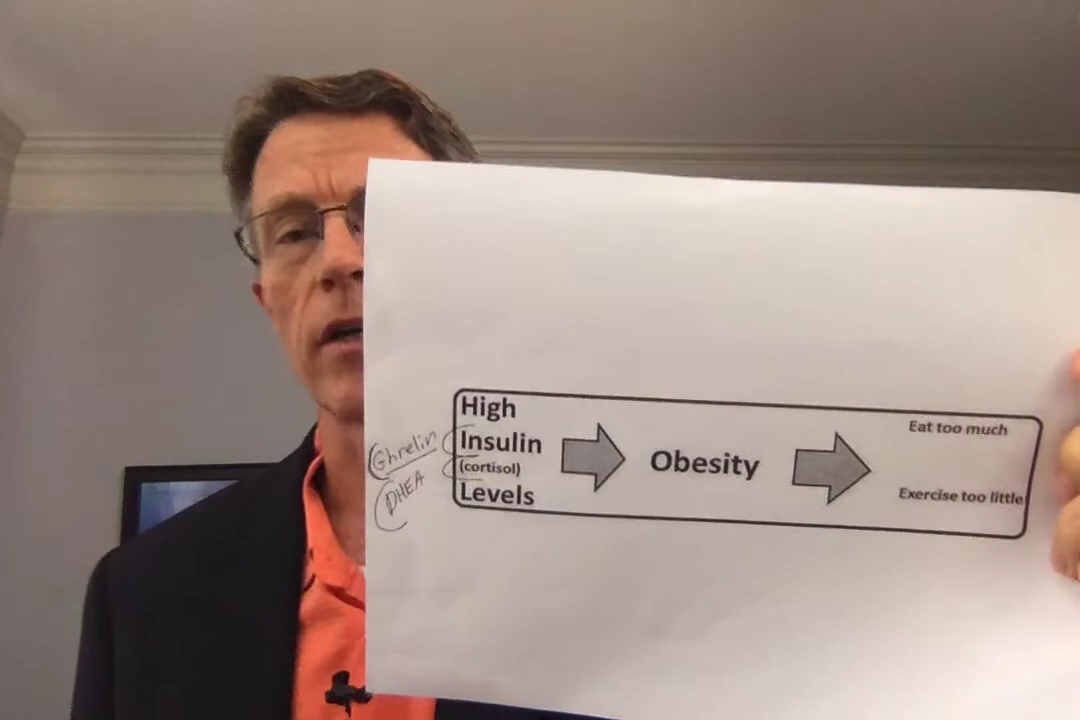 High
Insulin
(cortisol)
Levels
Ghrelin
DHEA
Obesity
Eat too much
Exercise too little